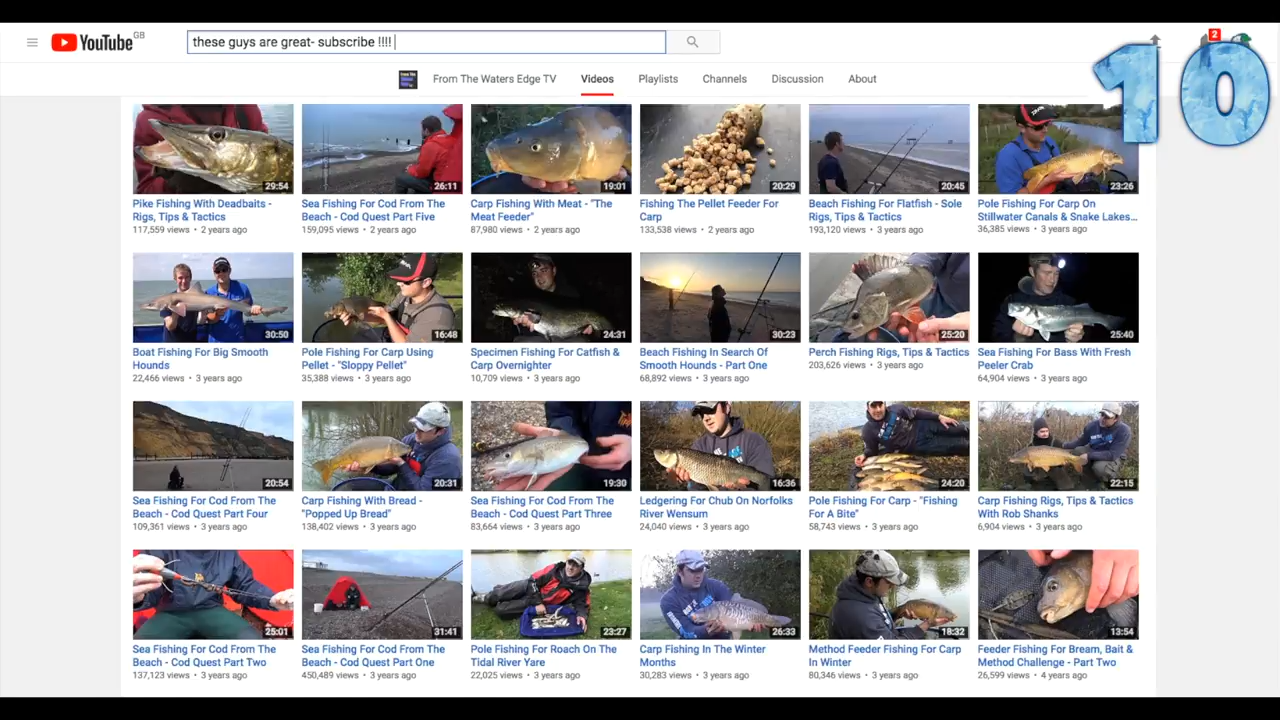 YouTube GB
these guys are great- subscribe !!!!
2
10
From The Waters Edge TV Videos Playlists Channels Discussion About
29:54
26:11
19:01
20:29
20:45
23:26
Pike Fishing With Deadbaits -
Rigs, Tips & Tactics
117,559 views • 2 years ago
Sea Fishing For Cod From The
Beach - Cod Quest Part Five
159,095 views • 2 years ago
Carp Fishing With Meat - "The
Meat Feeder"
87,980 views • 2 years ago
Fishing The Pellet Feeder For
Carp
133,538 views • 2 years ago
Beach Fishing For Flatfish - Sole
Rigs, Tips & Tactics
193,120 views • 3 years ago
Pole Fishing For Carp On
Stillwater Canals & Snake Lakes...
36,385 views • 3 years ago
30:50
16:48
24:31
30:23
25:20
25:40
Boat Fishing For Big Smooth
Hounds
22,466 views • 3 years ago
Pole Fishing For Carp Using
Pellet - "Sloppy Pellet"
35,388 views • 3 years ago
Specimen Fishing For Catfish &
Carp Overnighter
10,709 views • 3 years ago
Beach Fishing In Search Of
Smooth Hounds - Part One
68,892 views • 3 years ago
Perch Fishing Rigs, Tips & Tactics
203,626 views • 3 years ago
Sea Fishing For Bass With Fresh
Peeler Crab
64,904 views • 3 years ago
20:54
20:31
19:30
16:36
24:20
22:15
Sea Fishing For Cod From The
Beach - Cod Quest Part Four
109,361 views • 3 years ago
Carp Fishing With Bread -
"Popped Up Bread"
138,402 views • 3 years ago
Sea Fishing For Cod From The
Beach - Cod Quest Part Three
83,664 views • 3 years ago
Ledgering For Chub On Norfolks
River Wensum
24,040 views • 3 years ago
Pole Fishing For Carp - "Fishing
For A Bite"
58,743 views • 3 years ago
Carp Fishing Rigs, Tips & Tactics
With Rob Shanks
6,904 views • 3 years ago
25:01
31:41
23:27
26:33
18:32
13:54
Sea Fishing For Cod From The
Beach - Cod Quest Part Two
137,123 views • 3 years ago
Sea Fishing For Cod From The
Beach - Cod Quest Part One
450,489 views • 3 years ago
Pole Fishing For Roach On The
Tidal River Yare
22,025 views • 3 years ago
Carp Fishing In The Winter
Months
30,283 views • 3 years ago
Method Feeder Fishing For Carp
In Winter
80,346 views • 3 years ago
Feeder Fishing For Bream, Bait &
Method Challenge - Part Two
26,599 views • 4 years ago